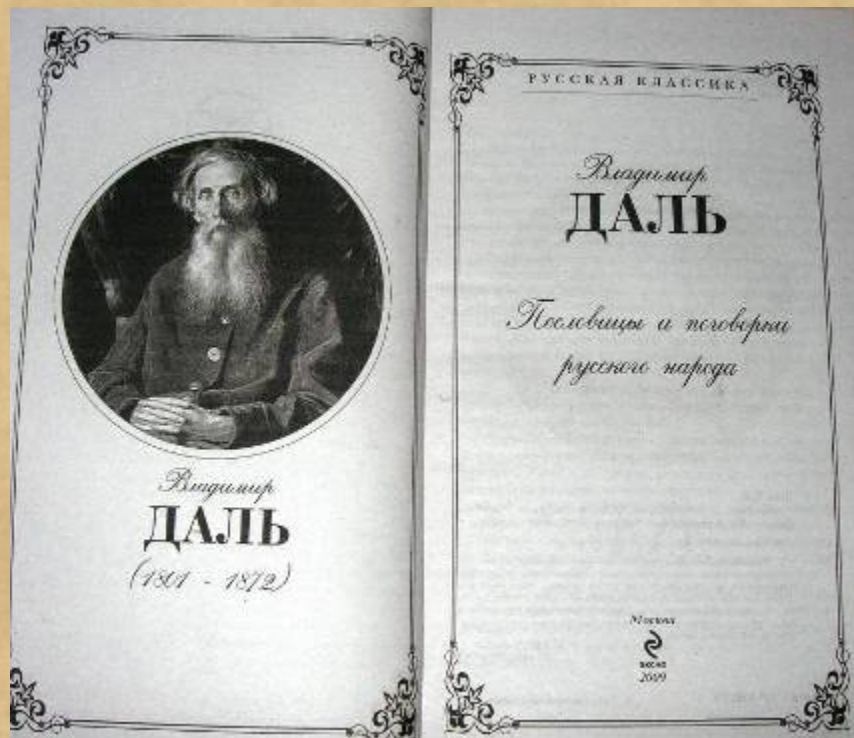 Владимир
ДАЛЬ
(1801 - 1872)
РУССКАЯ КЛАССИКА
Владимир
ДАЛЬ
Пословицы и поговорки
русского народа
Москва
ЭКСМО
2009